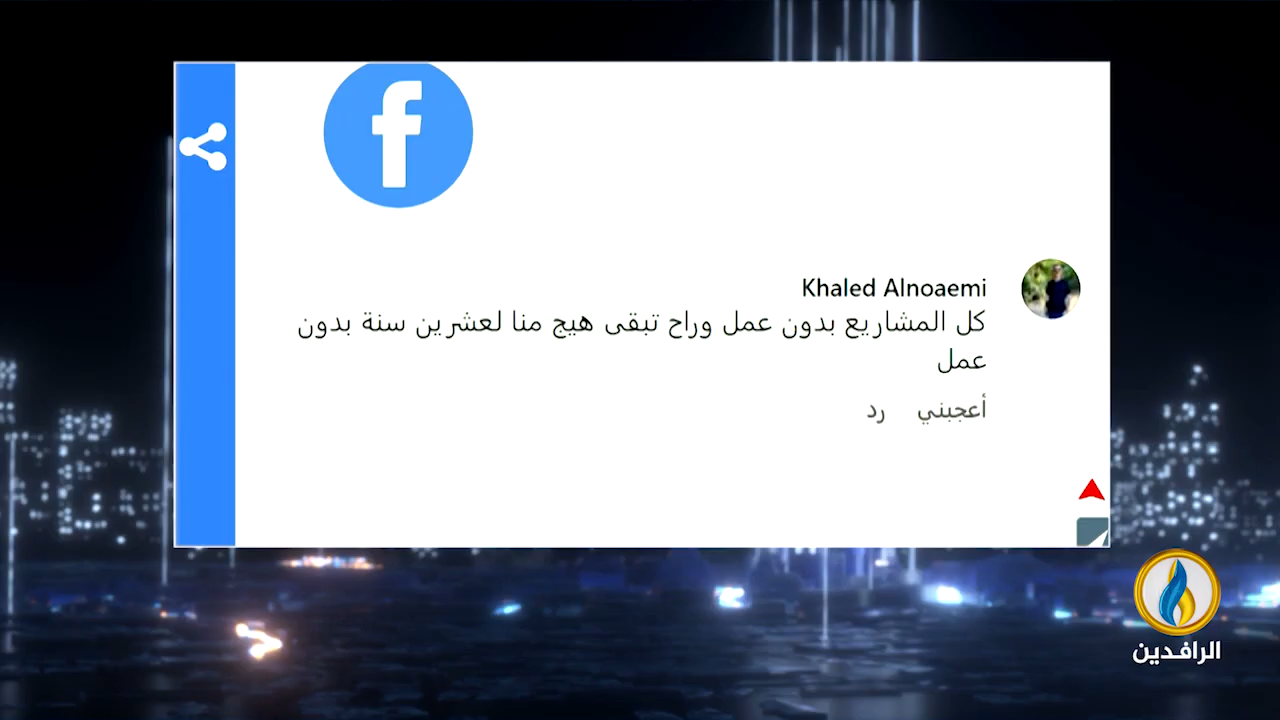 Khaled Alnoaemi
كل المشاريع بدون عمل وراح تبقى هيج منا لعشرين سنة بدون
عمل
أعجبني رد
الرافدين